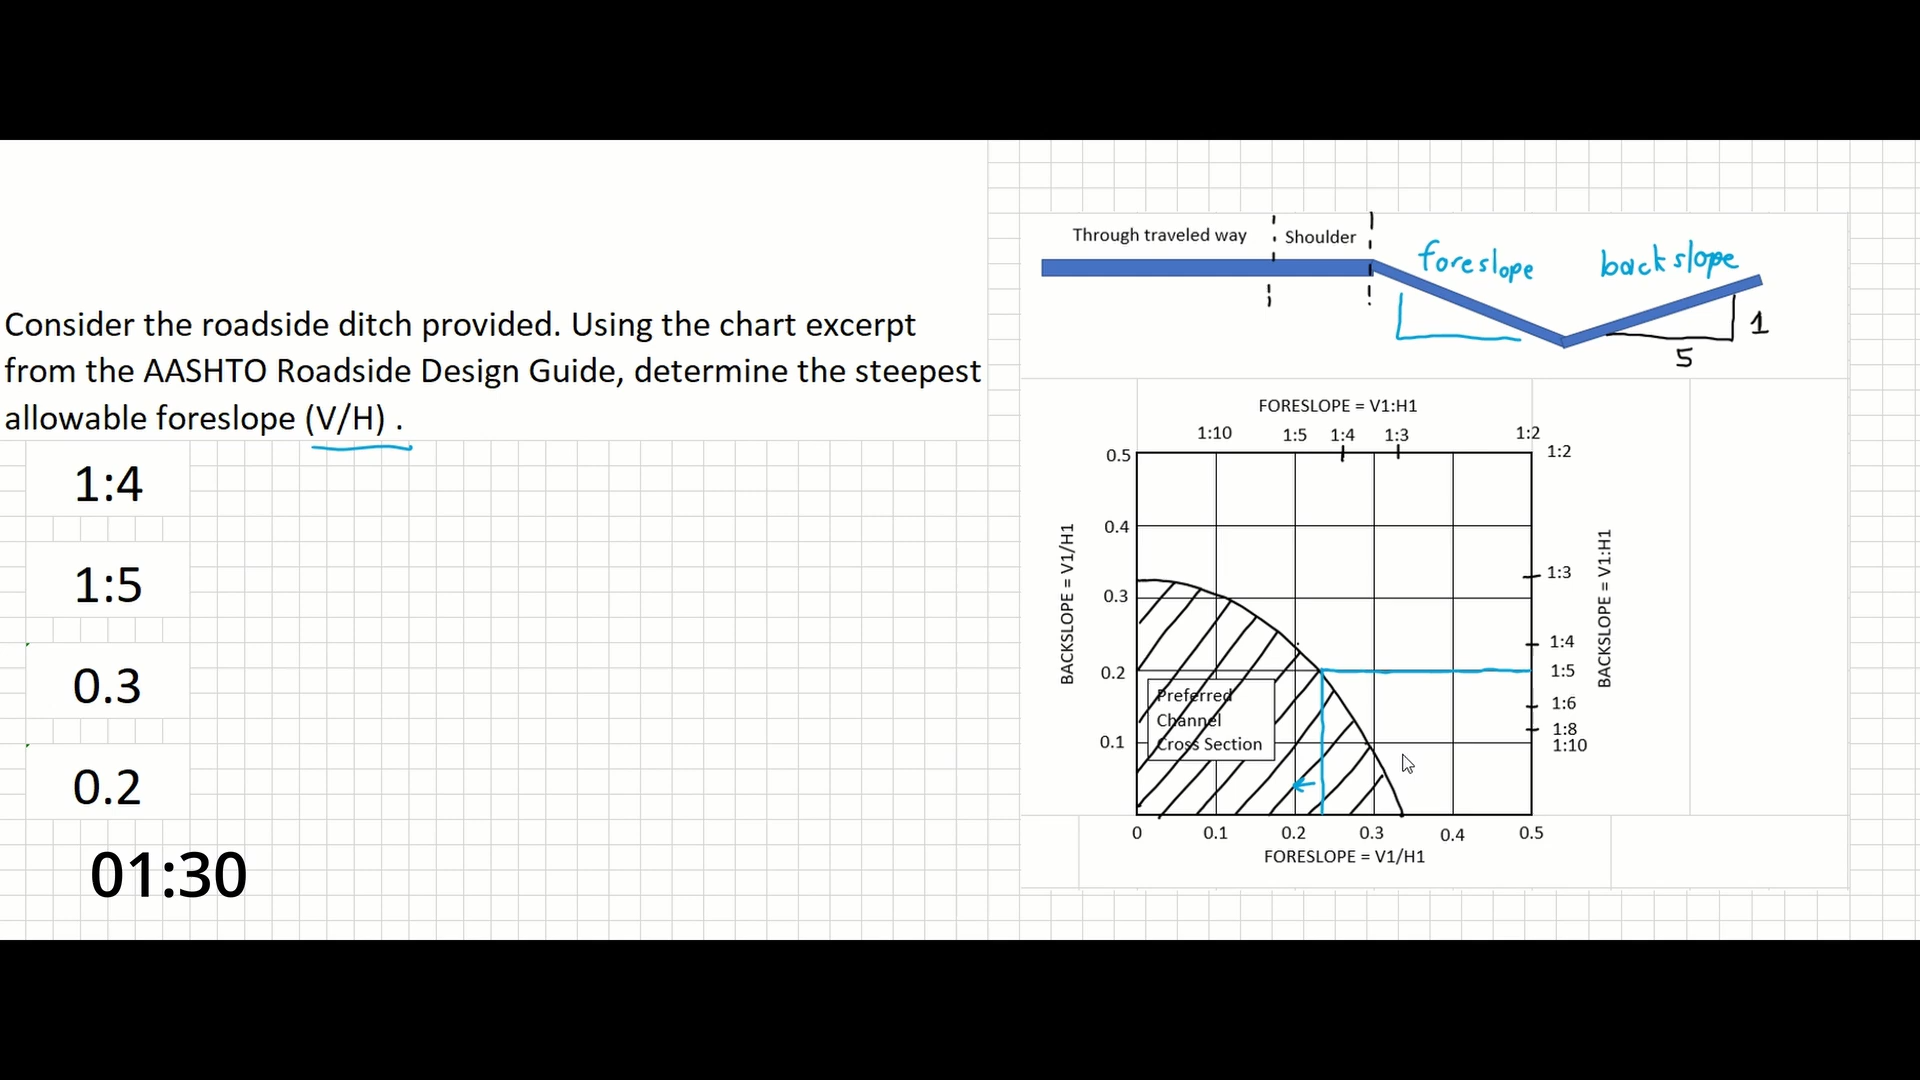 Consider the roadside ditch provided. Using the chart excerpt
from the AASHTO Roadside Design Guide, determine the steepest
allowable foreslope (V/H) .
1:4
1:5
0.3
0.2
01:30
Through traveled way
Shoulder
foreslope
backslope
1
5
FORESLOPE = V1:H1
1:10 1:5 1:4 1:3 1:2
0.5
0.4
0.3
0.2
0.1
BACKSLOPE = V1/H1
Preferred
Channel
Cross Section
1:2
1:3
1:4
1:5
1:6
1:8
1:10
BACKSLOPE = V1:H1
0 0.1 0.2 0.3 0.4 0.5
FORESLOPE = V1/H1